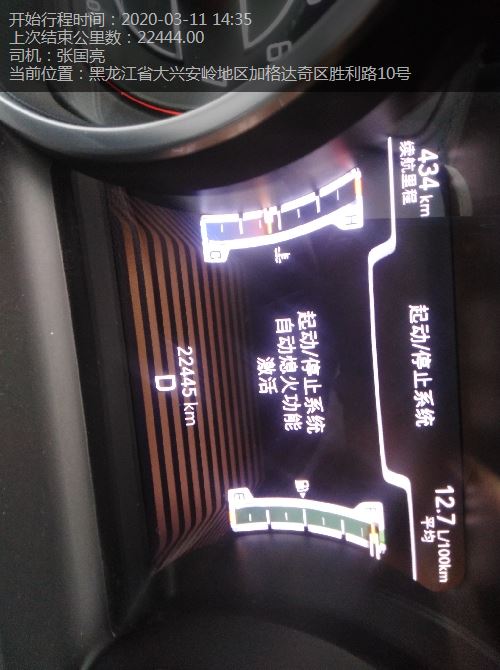 开始行程时间：2020-03-11 14:35
上次结束公里数：22444.00
司机：张国亮
当前位置：黑龙江省大兴安岭地区加格达奇区胜利路10号
434 km
续航里程
起动/停止系统
12.7 L/100km
平均
H
C
起动/停止系统
自动熄火功能
激活
F
E
22445 km
D